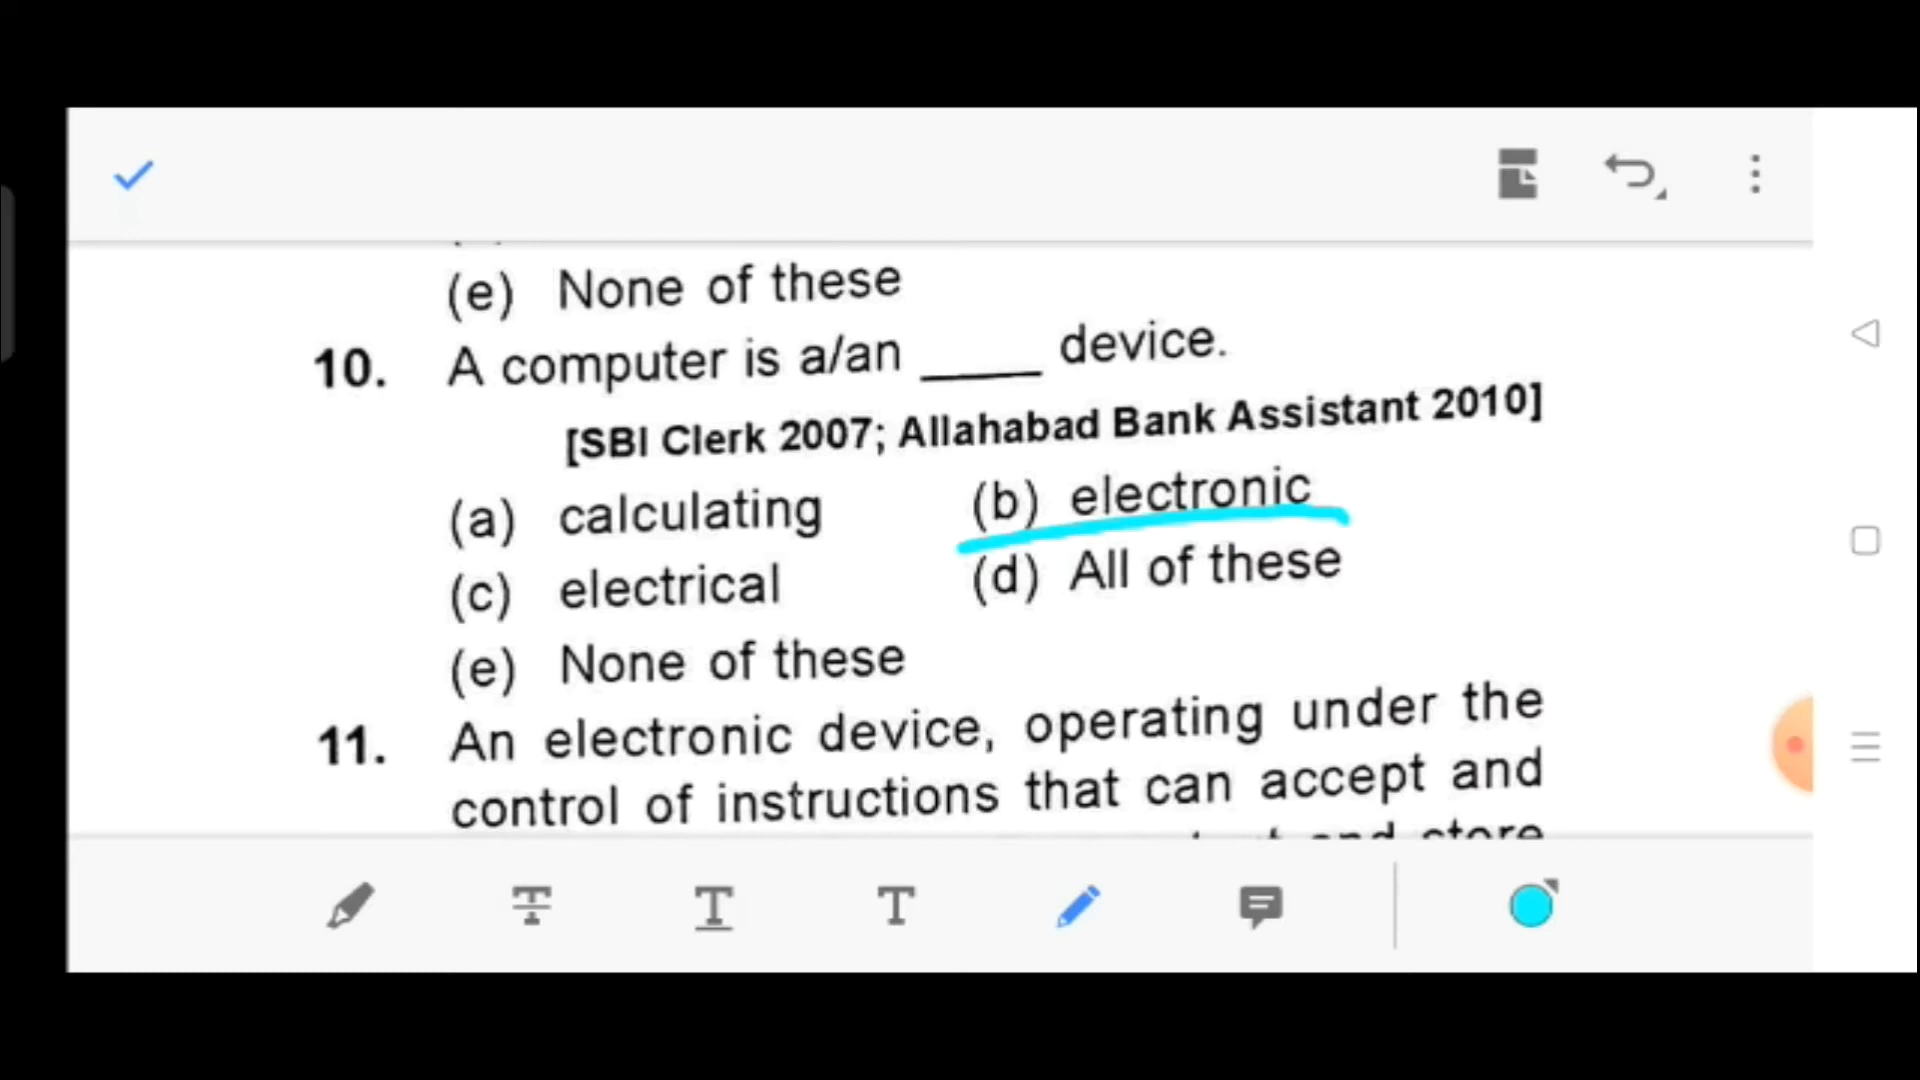 (e) None of these
10. A computer is a/an ____ device.
[SBI Clerk 2007; Allahabad Bank Assistant 2010]
(a) calculating (b) electronic
(c) electrical (d) All of these
(e) None of these
11. An electronic device, operating under the
control of instructions that can accept and
and store